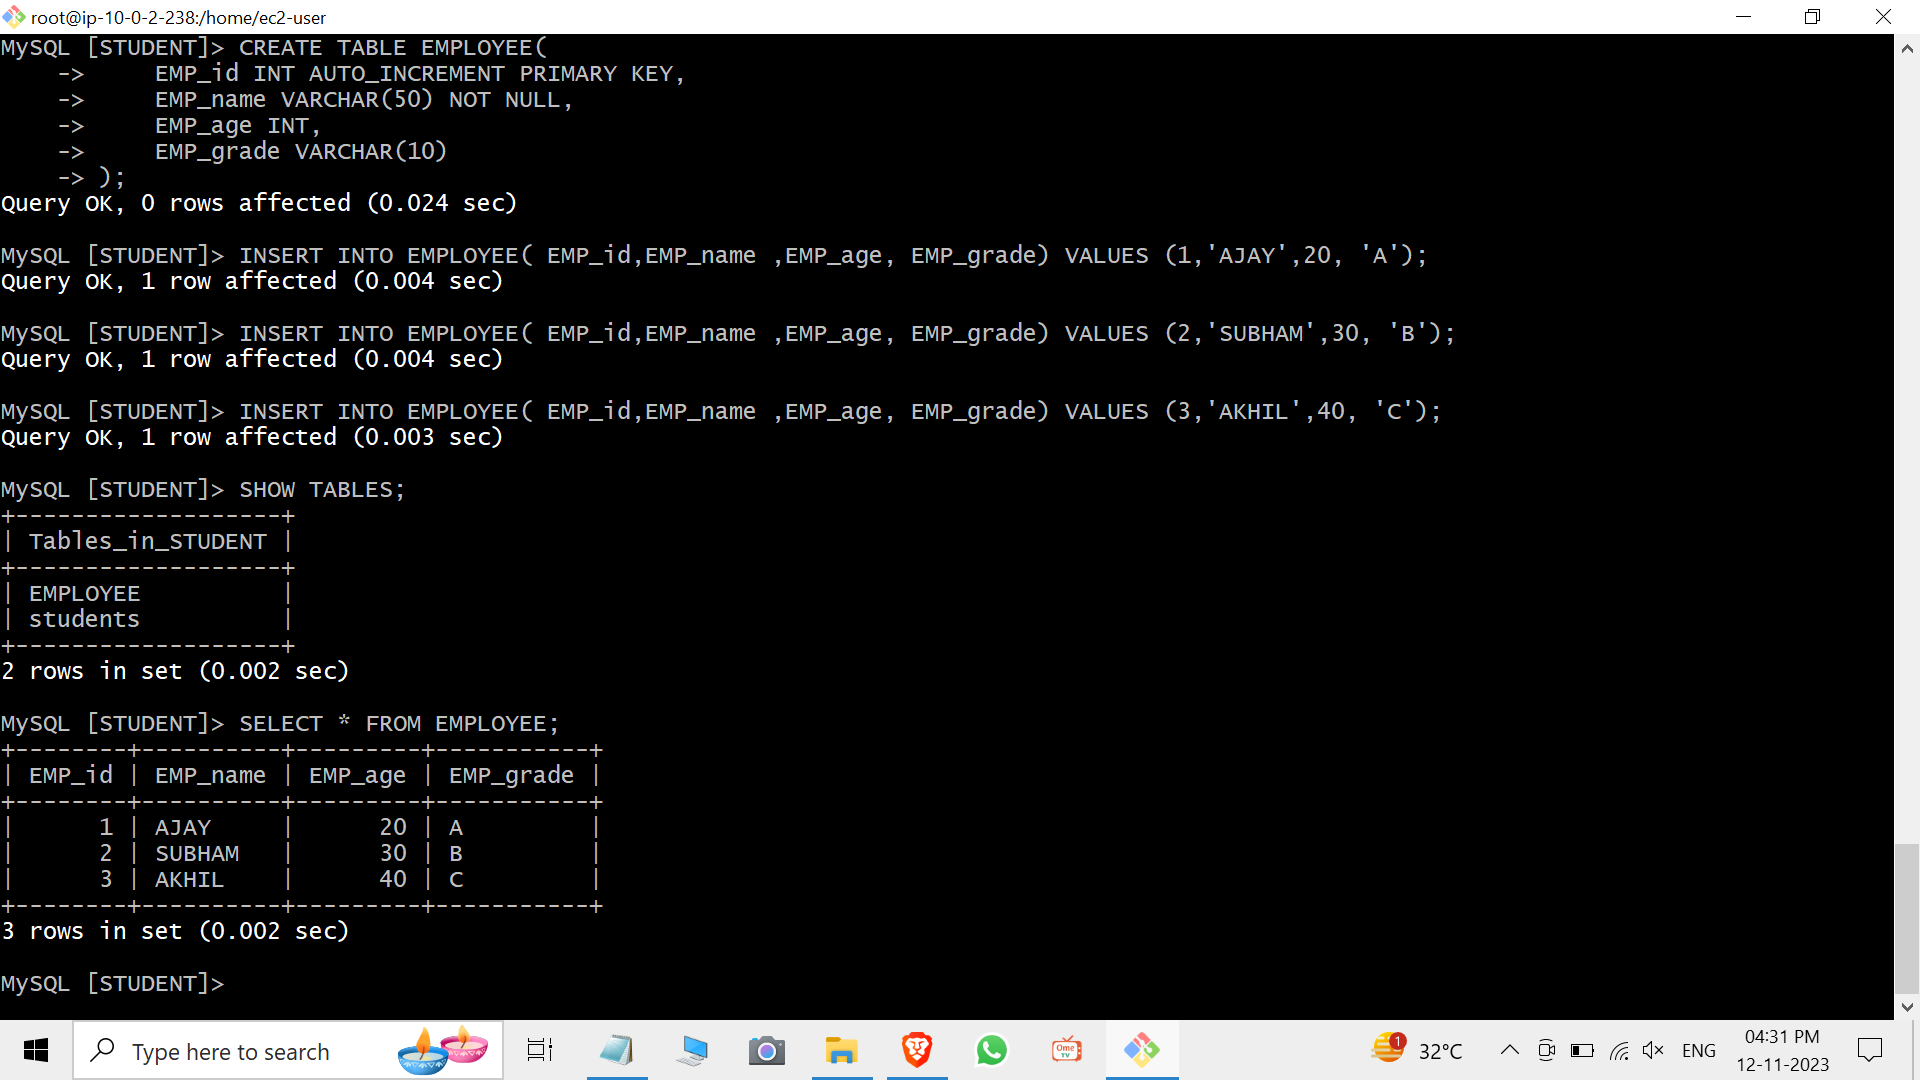 root@ip-10-0-2-238:/home/ec2-user
MySQL [STUDENT]> CREATE TABLE EMPLOYEE(
    ->     EMP_id INT AUTO_INCREMENT PRIMARY KEY,
    ->     EMP_name VARCHAR(50) NOT NULL,
    ->     EMP_age INT,
    ->     EMP_grade VARCHAR(10)
    -> );
Query OK, 0 rows affected (0.024 sec)
MySQL [STUDENT]> INSERT INTO EMPLOYEE( EMP_id,EMP_name ,EMP_age, EMP_grade) VALUES (1,'AJAY',20, 'A');
Query OK, 1 row affected (0.004 sec)
MySQL [STUDENT]> INSERT INTO EMPLOYEE( EMP_id,EMP_name ,EMP_age, EMP_grade) VALUES (2,'SUBHAM',30, 'B');
Query OK, 1 row affected (0.004 sec)
MySQL [STUDENT]> INSERT INTO EMPLOYEE( EMP_id,EMP_name ,EMP_age, EMP_grade) VALUES (3,'AKHIL',40, 'C');
Query OK, 1 row affected (0.003 sec)
MySQL [STUDENT]> SHOW TABLES;
+-------------------+
| Tables_in_STUDENT |
+-------------------+
| EMPLOYEE          |
| students          |
+-------------------+
2 rows in set (0.002 sec)
MySQL [STUDENT]> SELECT * FROM EMPLOYEE;
+--------+----------+---------+-----------+
| EMP_id | EMP_name | EMP_age | EMP_grade |
+--------+----------+---------+-----------+
|      1 | AJAY     |      20 | A         |
|      2 | SUBHAM   |      30 | B         |
|      3 | AKHIL    |      40 | C         |
+--------+----------+---------+-----------+
3 rows in set (0.002 sec)
MySQL [STUDENT]>
Type here to search
Ome
TV
1
32°C
ENG
04:31 PM
12-11-2023